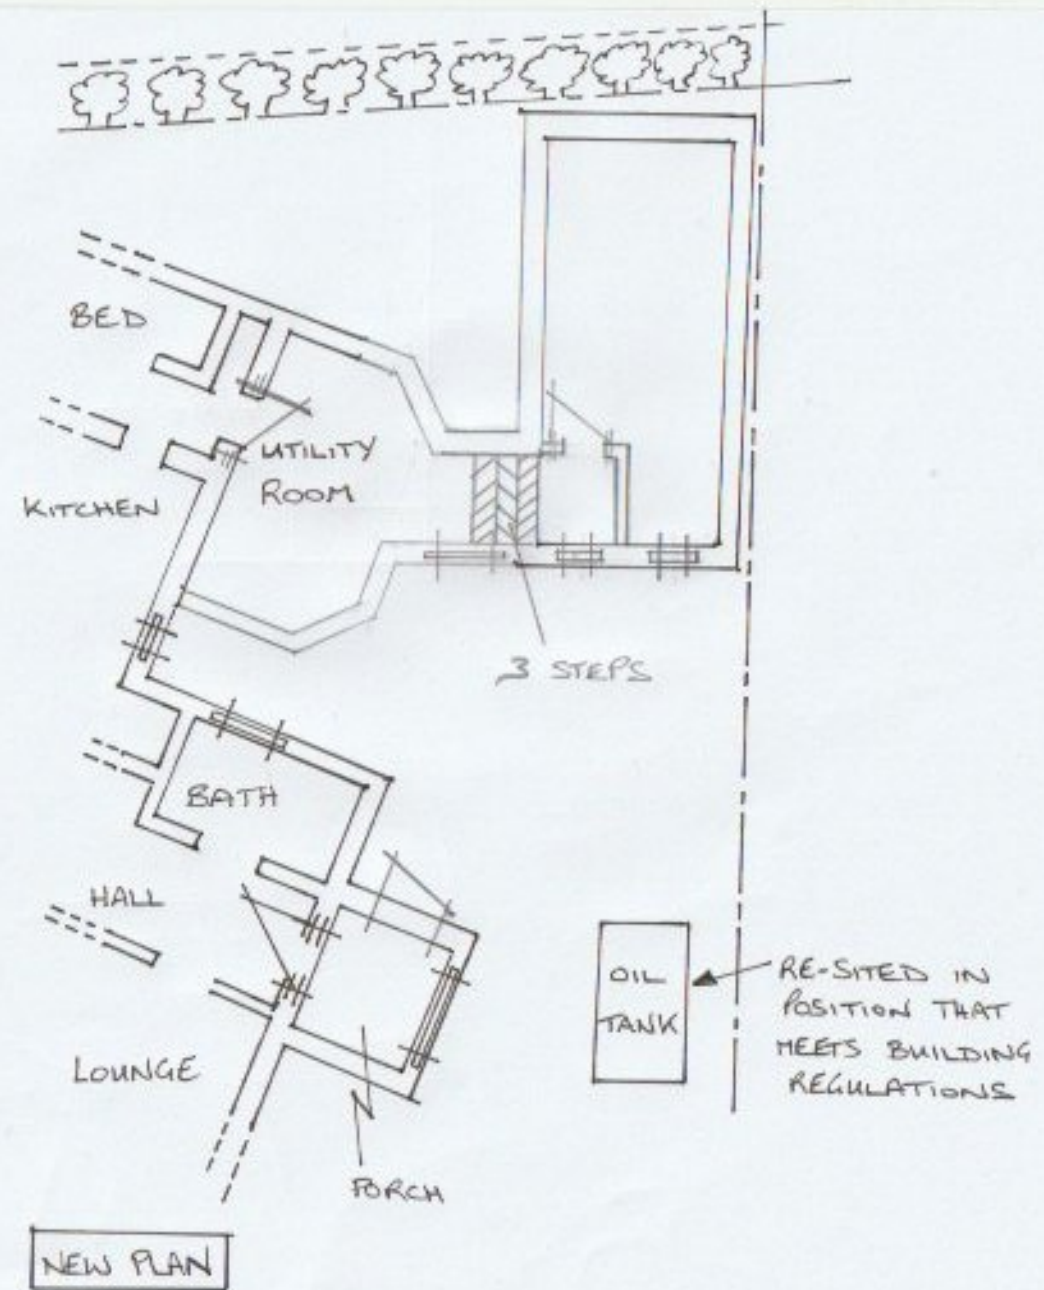 BED
UTILITY
ROOM
KITCHEN
3 STEPS
BATH
HALL
OIL
TANK
RE-SITED IN
POSITION THAT
MEETS BUILDING
REGULATIONS
LOUNGE
PORCH
NEW PLAN